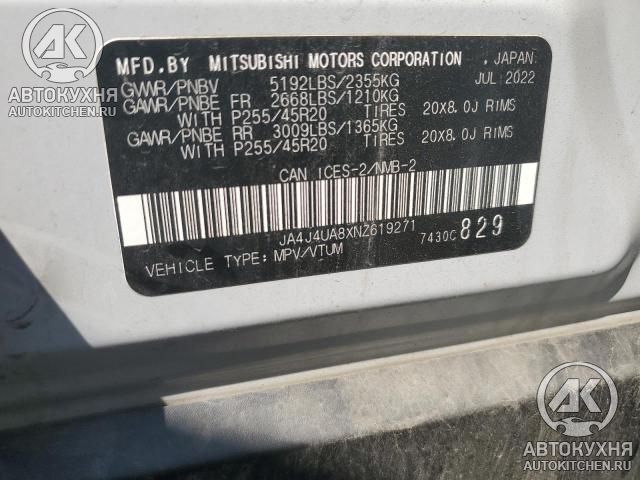 MFD.BY MITSUBISHI MOTORS CORPORATION , JAPAN
GVWR/PNBV 5192LBS/2355KG JUL 2022
GAWR/PNBE FR 2668LBS/1210KG
WITH P255/45R20 TIRES 20X8.0J RIMS
GAWR/PNBE RR 3009LBS/1365KG
WITH P255/45R20 TIRES 20X8.0J RIMS
CAN ICES-2/NMB-2
JA4J4UA8XNZ619271
7430C 829
VEHICLE TYPE: MPV/VTUM
АК
АВТОКУХНЯ
AUTOKITCHEN.RU
АК
АВТОКУХНЯ
AUTOKITCHEN.RU